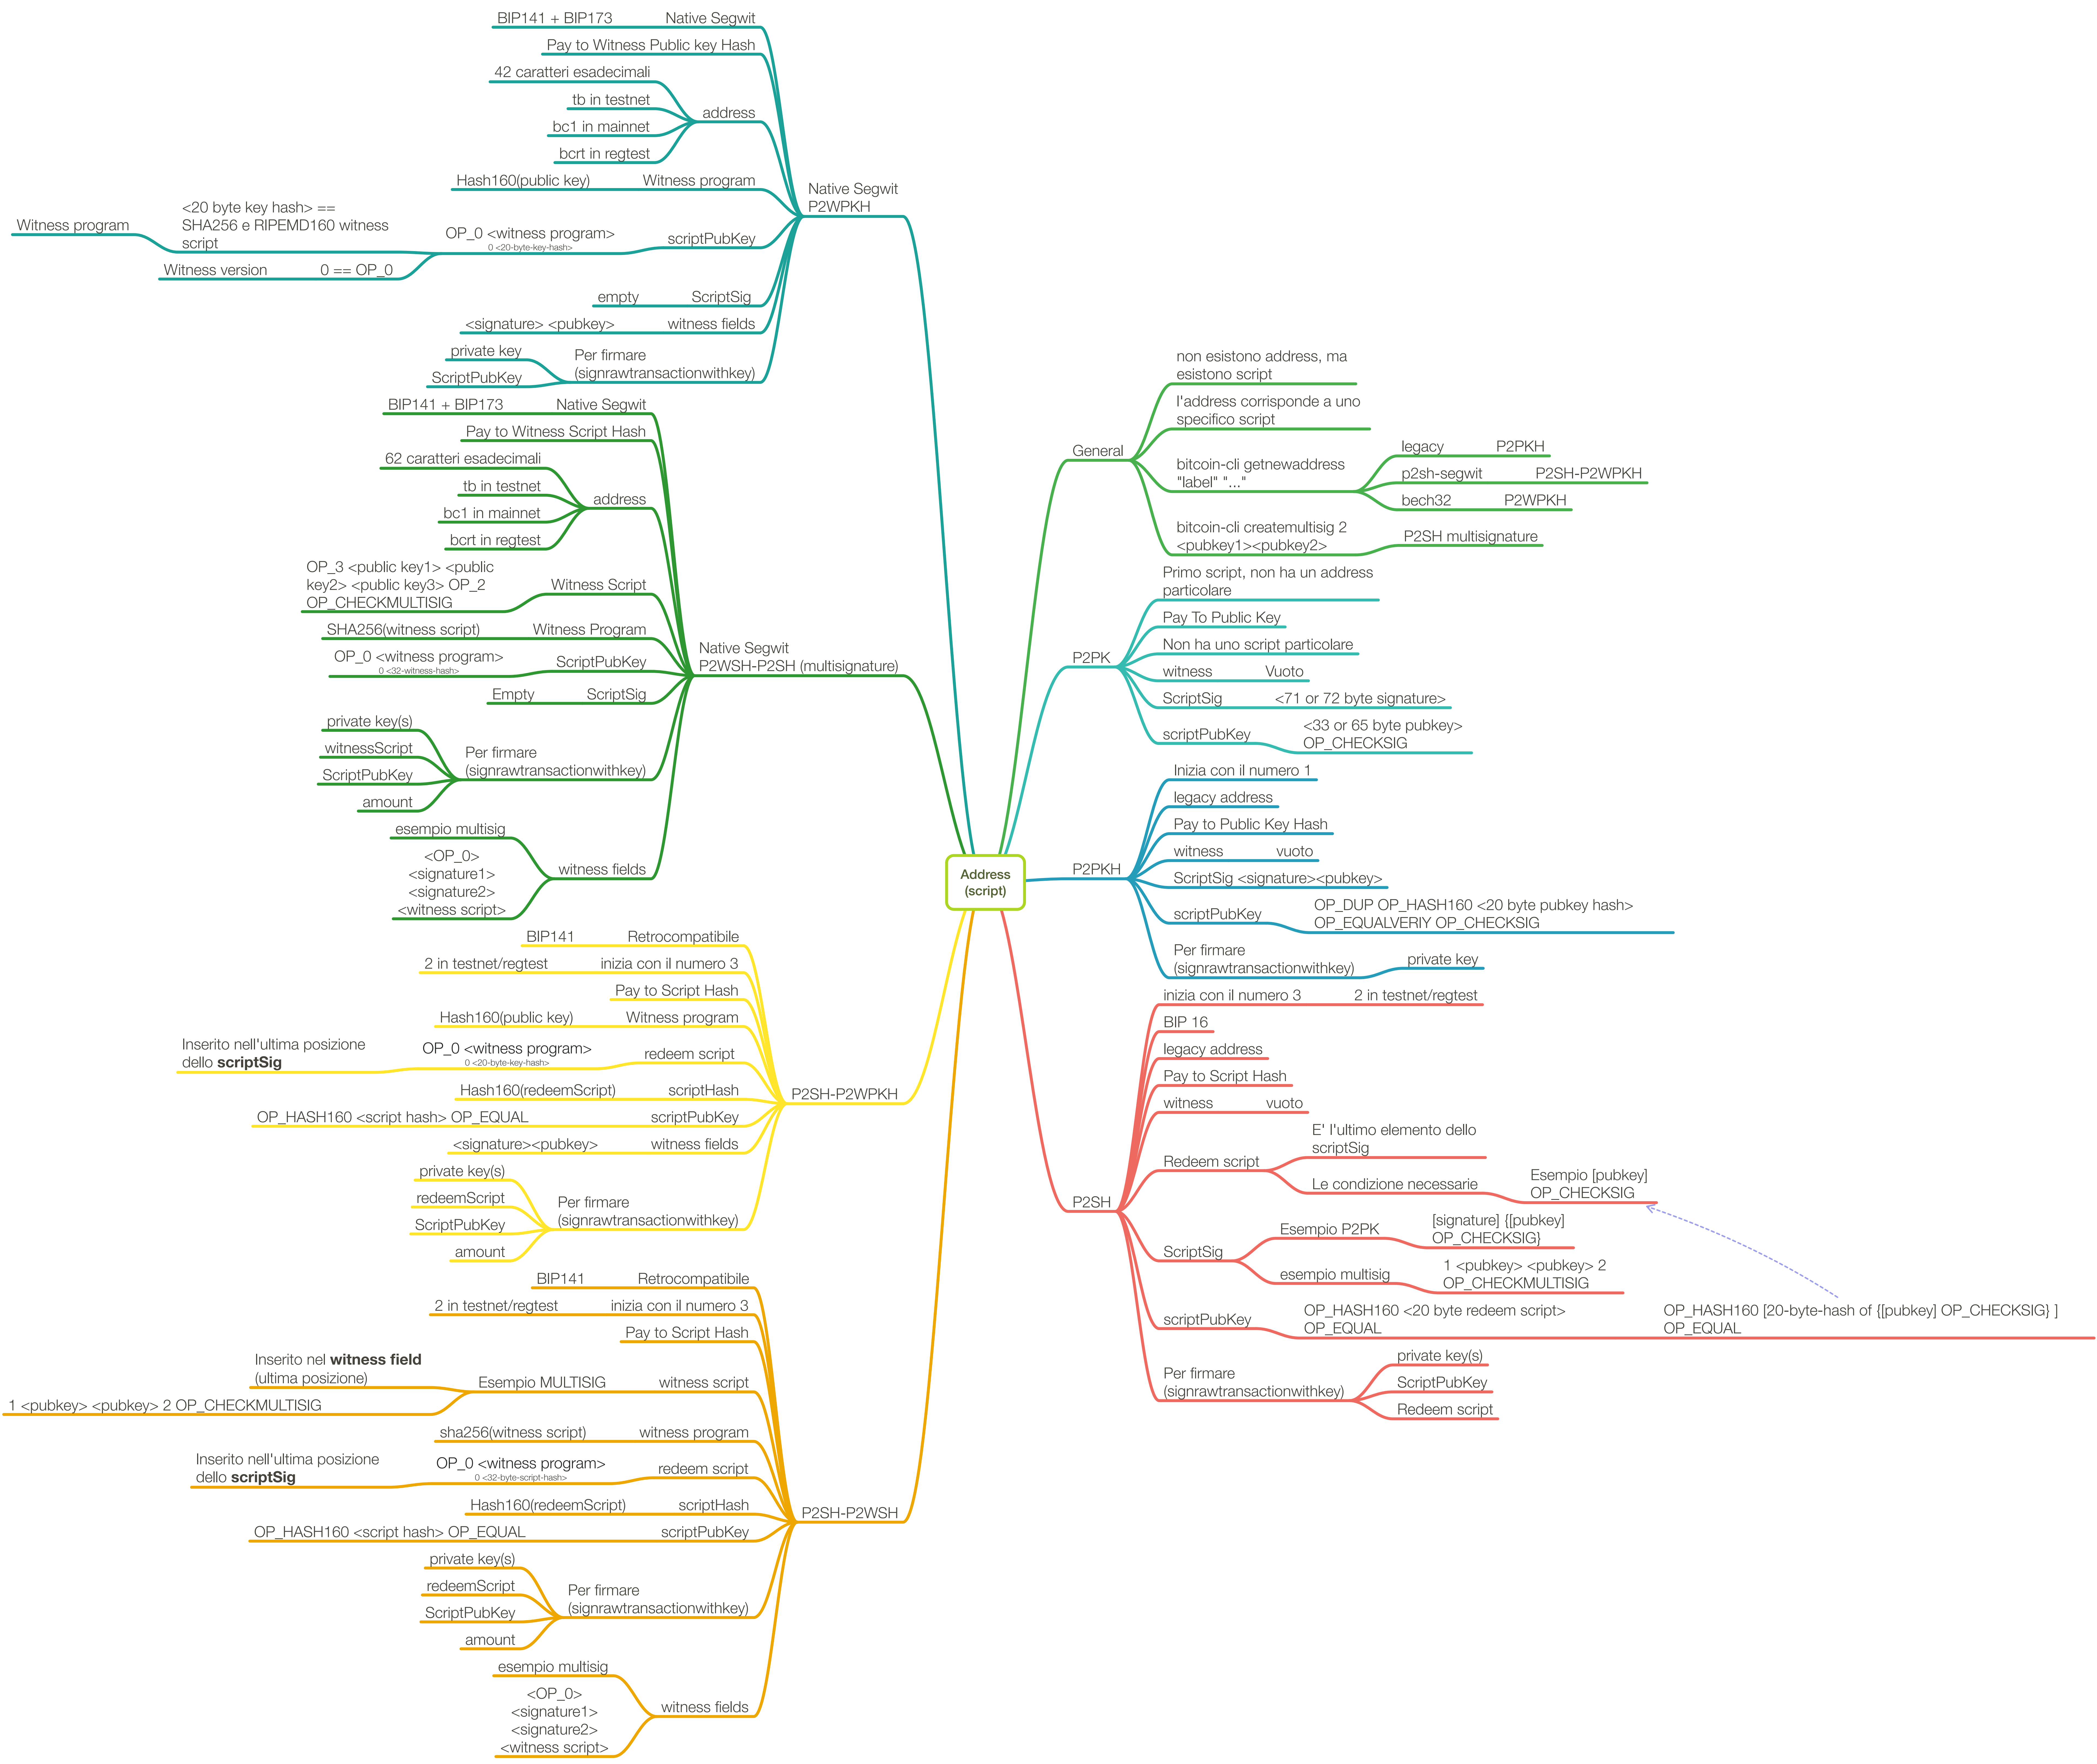 Address
(script)
Native Segwit
P2WPKH
Native Segwit
BIP141 + BIP173
Pay to Witness Public key Hash
address
42 caratteri esadecimali
tb in testnet
bc1 in mainnet
bcrt in regtest
Witness program
Hash160(public key)
scriptPubKey
OP_0 <witness program>
0 <20-byte-key-hash>
<20 byte key hash> ==
SHA256 e RIPEMD160 witness
script
Witness program
0 == OP_0
Witness version
ScriptSig
empty
witness fields
<signature> <pubkey>
Per firmare
(signrawtransactionwithkey)
private key
ScriptPubKey
Native Segwit
P2WSH-P2SH (multisignature)
Native Segwit
BIP141 + BIP173
Pay to Witness Script Hash
address
62 caratteri esadecimali
tb in testnet
bc1 in mainnet
bcrt in regtest
Witness Script
OP_3 <public key1> <public
key2> <public key3> OP_2
OP_CHECKMULTISIG
Witness Program
SHA256(witness script)
ScriptPubKey
OP_0 <witness program>
0 <32-witness-hash>
ScriptSig
Empty
Per firmare
(signrawtransactionwithkey)
private key(s)
witnessScript
ScriptPubKey
amount
witness fields
esempio multisig
<OP_0>
<signature1>
<signature2>
<witness script>
P2SH-P2WPKH
Retrocompatibile
BIP141
inizia con il numero 3
2 in testnet/regtest
Pay to Script Hash
Witness program
Hash160(public key)
redeem script
OP_0 <witness program>
0 <20-byte-key-hash>
Inserito nell'ultima posizione
dello scriptSig
scriptHash
Hash160(redeemScript)
scriptPubKey
OP_HASH160 <script hash> OP_EQUAL
witness fields
<signature><pubkey>
Per firmare
(signrawtransactionwithkey)
private key(s)
redeemScript
ScriptPubKey
amount
P2SH-P2WSH
Retrocompatibile
BIP141
inizia con il numero 3
2 in testnet/regtest
Pay to Script Hash
witness script
Esempio MULTISIG
Inserito nel witness field
(ultima posizione)
1 <pubkey> <pubkey> 2 OP_CHECKMULTISIG
witness program
sha256(witness script)
redeem script
OP_0 <witness program>
0 <32-byte-script-hash>
Inserito nell'ultima posizione
dello scriptSig
scriptHash
Hash160(redeemScript)
scriptPubKey
OP_HASH160 <script hash> OP_EQUAL
Per firmare
(signrawtransactionwithkey)
private key(s)
redeemScript
ScriptPubKey
amount
witness fields
esempio multisig
<OP_0>
<signature1>
<signature2>
<witness script>
General
non esistono address, ma
esistono script
l'address corrisponde a uno
specifico script
bitcoin-cli getnewaddress
"label" "..."
legacy
P2PKH
p2sh-segwit
P2SH-P2WPKH
bech32
P2WPKH
bitcoin-cli createmultisig 2
<pubkey1><pubkey2>
P2SH multisignature
P2PK
Primo script, non ha un address
particolare
Pay To Public Key
Non ha uno script particolare
witness
Vuoto
ScriptSig
<71 or 72 byte signature>
scriptPubKey
<33 or 65 byte pubkey>
OP_CHECKSIG
P2PKH
Inizia con il numero 1
legacy address
Pay to Public Key Hash
witness
vuoto
ScriptSig <signature><pubkey>
scriptPubKey
OP_DUP OP_HASH160 <20 byte pubkey hash>
OP_EQUALVERIY OP_CHECKSIG
Per firmare
(signrawtransactionwithkey)
private key
P2SH
inizia con il numero 3
2 in testnet/regtest
BIP 16
legacy address
Pay to Script Hash
witness
vuoto
Redeem script
E' l'ultimo elemento dello
scriptSig
Le condizione necessarie
Esempio [pubkey]
OP_CHECKSIG
ScriptSig
Esempio P2PK
[signature] {[pubkey]
OP_CHECKSIG}
esempio multisig
1 <pubkey> <pubkey> 2
OP_CHECKMULTISIG
scriptPubKey
OP_HASH160 <20 byte redeem script>
OP_EQUAL
OP_HASH160 [20-byte-hash of {[pubkey] OP_CHECKSIG} ]
OP_EQUAL
Per firmare
(signrawtransactionwithkey)
private key(s)
ScriptPubKey
Redeem script